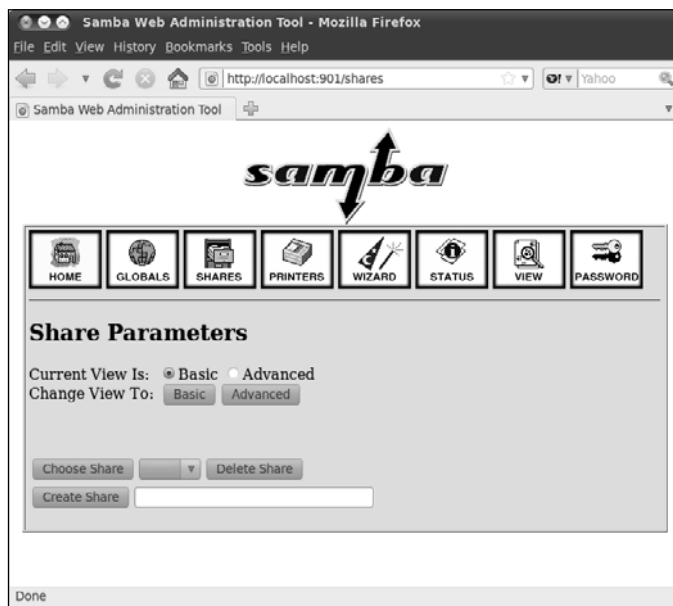 Samba Web Administration Tool - Mozilla Firefox
File Edit View History Bookmarks Tools Help
http://localhost:901/shares Yahoo
Samba Web Administration Tool
samba
HOME GLOBALS SHARES PRINTERS WIZARD STATUS VIEW PASSWORD
Share Parameters
Current View Is: Basic Advanced
Change View To: Basic Advanced
Choose Share Delete Share
Create Share
Done